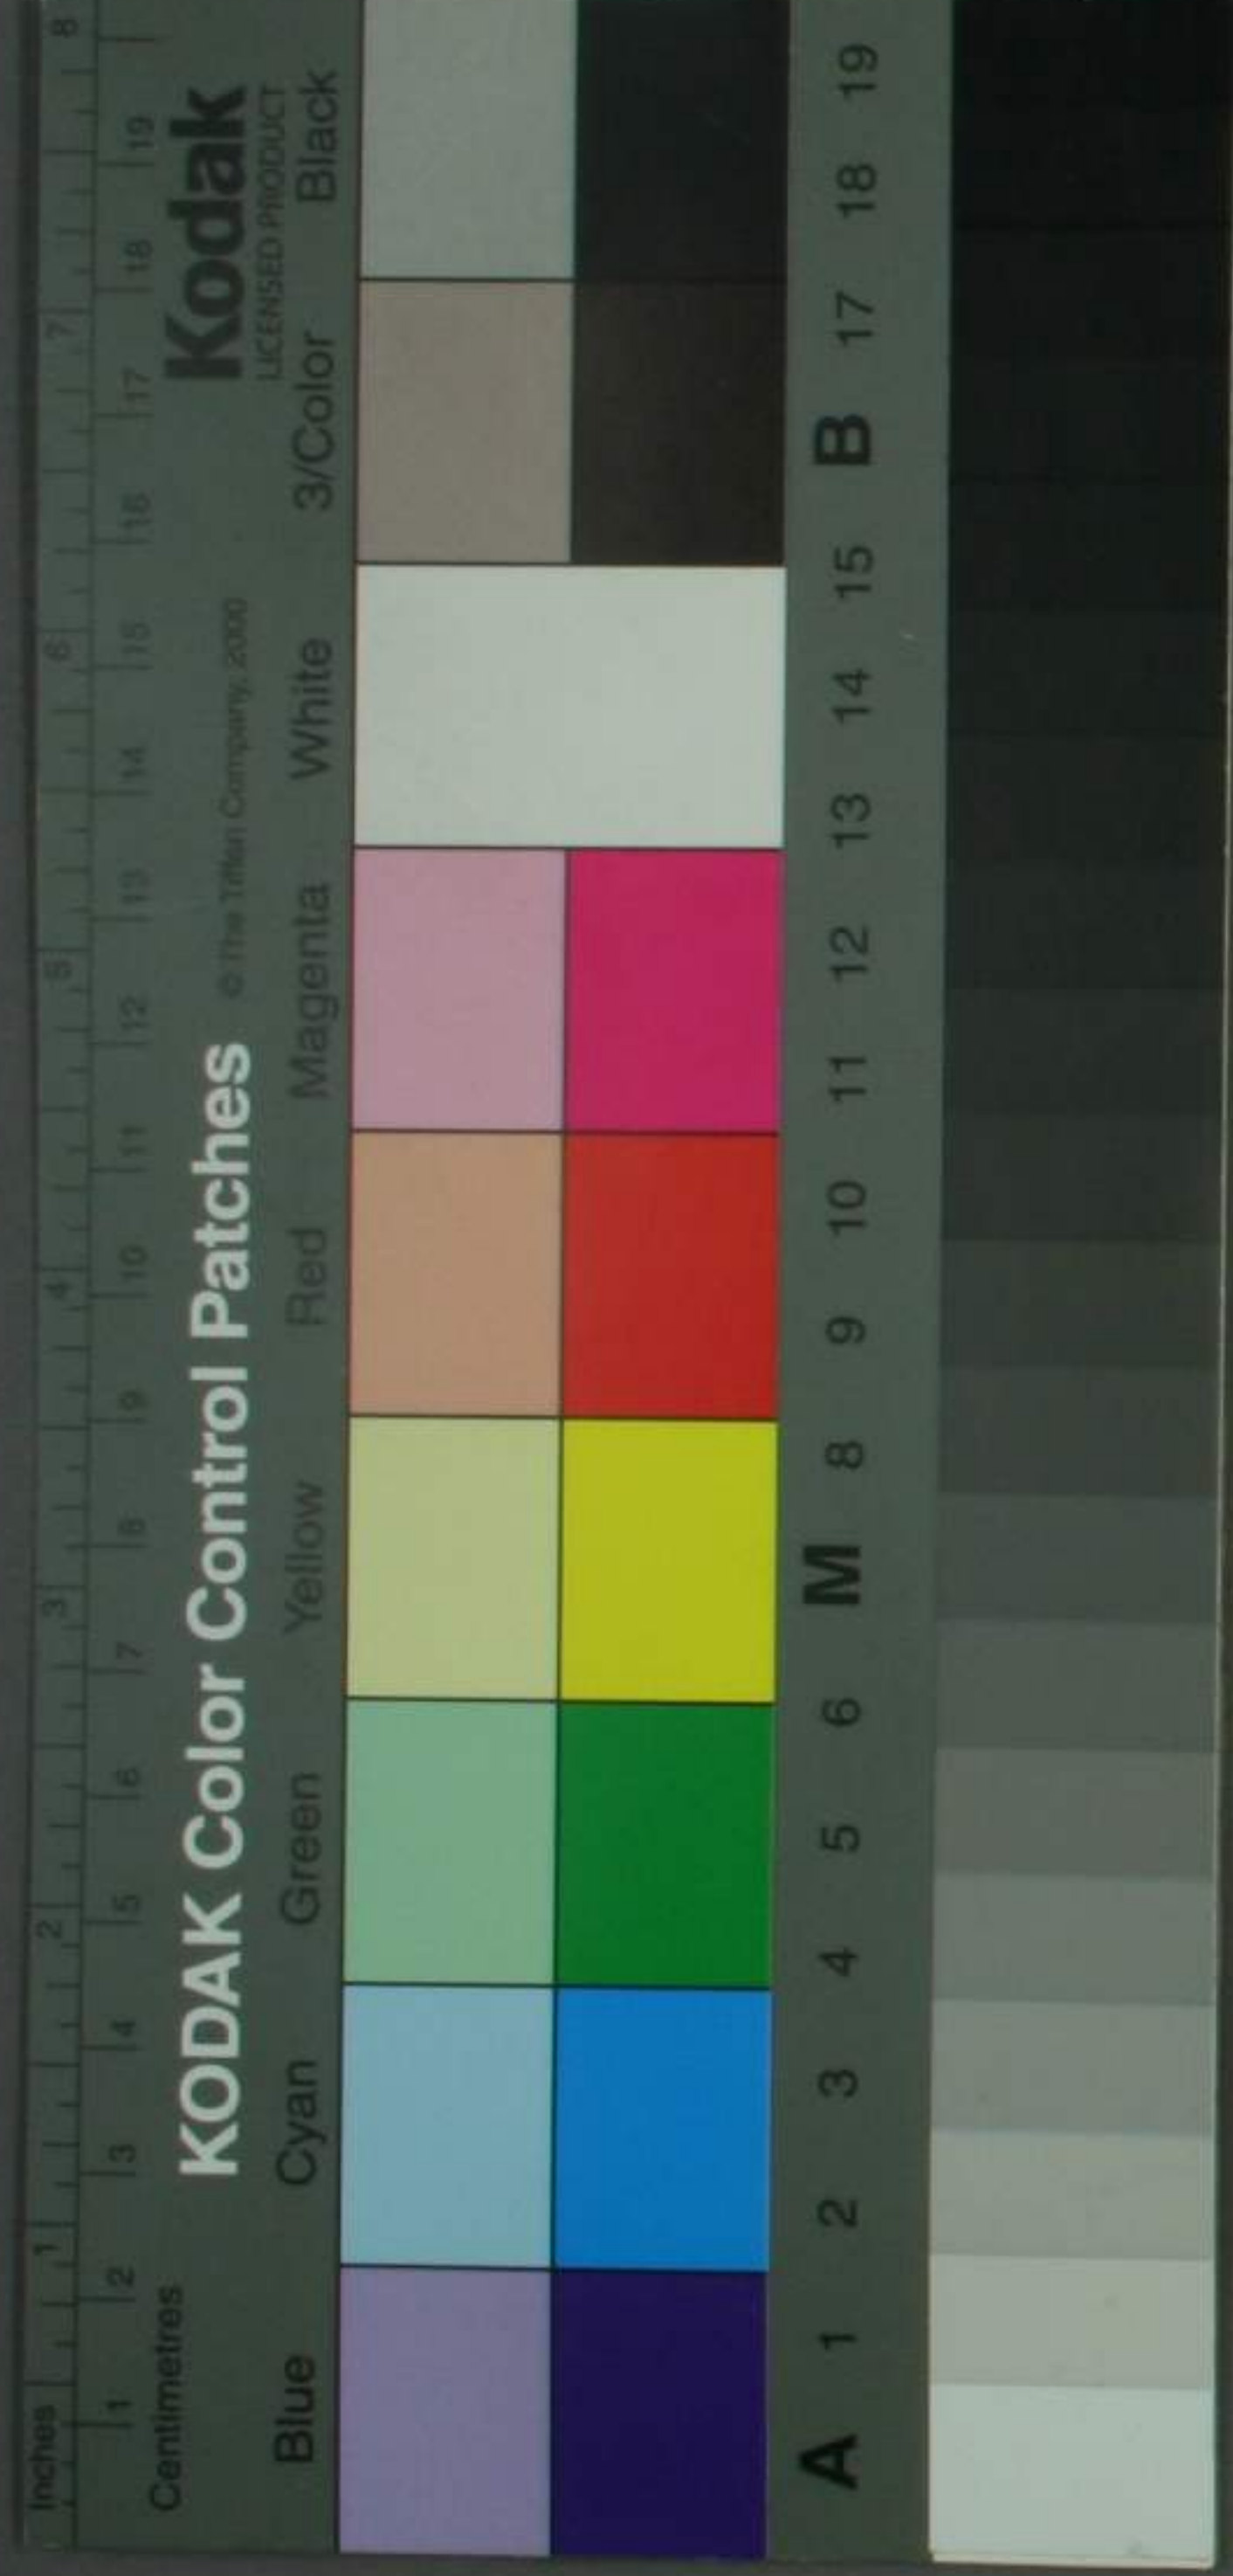 Inches 1 2 3 4 5 6 7 8
Centimetres 1 2 3 4 5 6 7 8 9 10 11 12 13 14 15 16 17 18 19
KODAK Color Control Patches © The Tiffen Company, 2000 Kodak
LICENSED PRODUCT
Blue Cyan Green Yellow Red Magenta White 3/Color Black
A 1 2 3 4 5 6 M 8 9 10 11 12 13 14 15 B 17 18 19